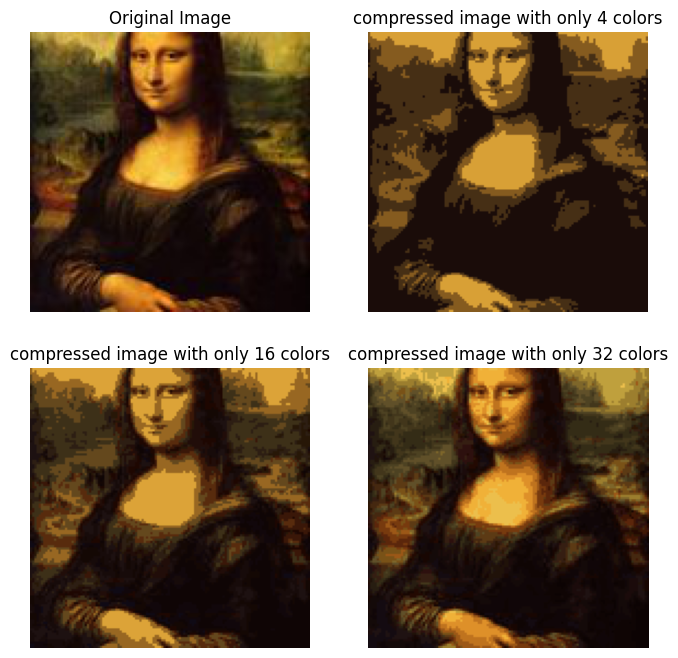 Original Image
compressed image with only 4 colors
compressed image with only 16 colors
compressed image with only 32 colors